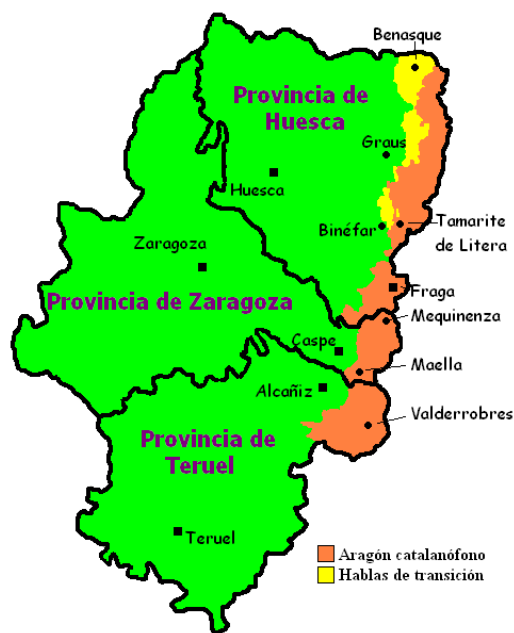 Benasque
Provincia de
Huesca
Graus
Huesca
Tamarite
de Litera
Binéfar
Zaragoza
Fraga
Provincia de Zaragoza
Mequinenza
Caspe
Maella
Alcañiz
Valderrobres
Provincia de
Teruel
Teruel
Aragón catalanófono
Hablas de transición